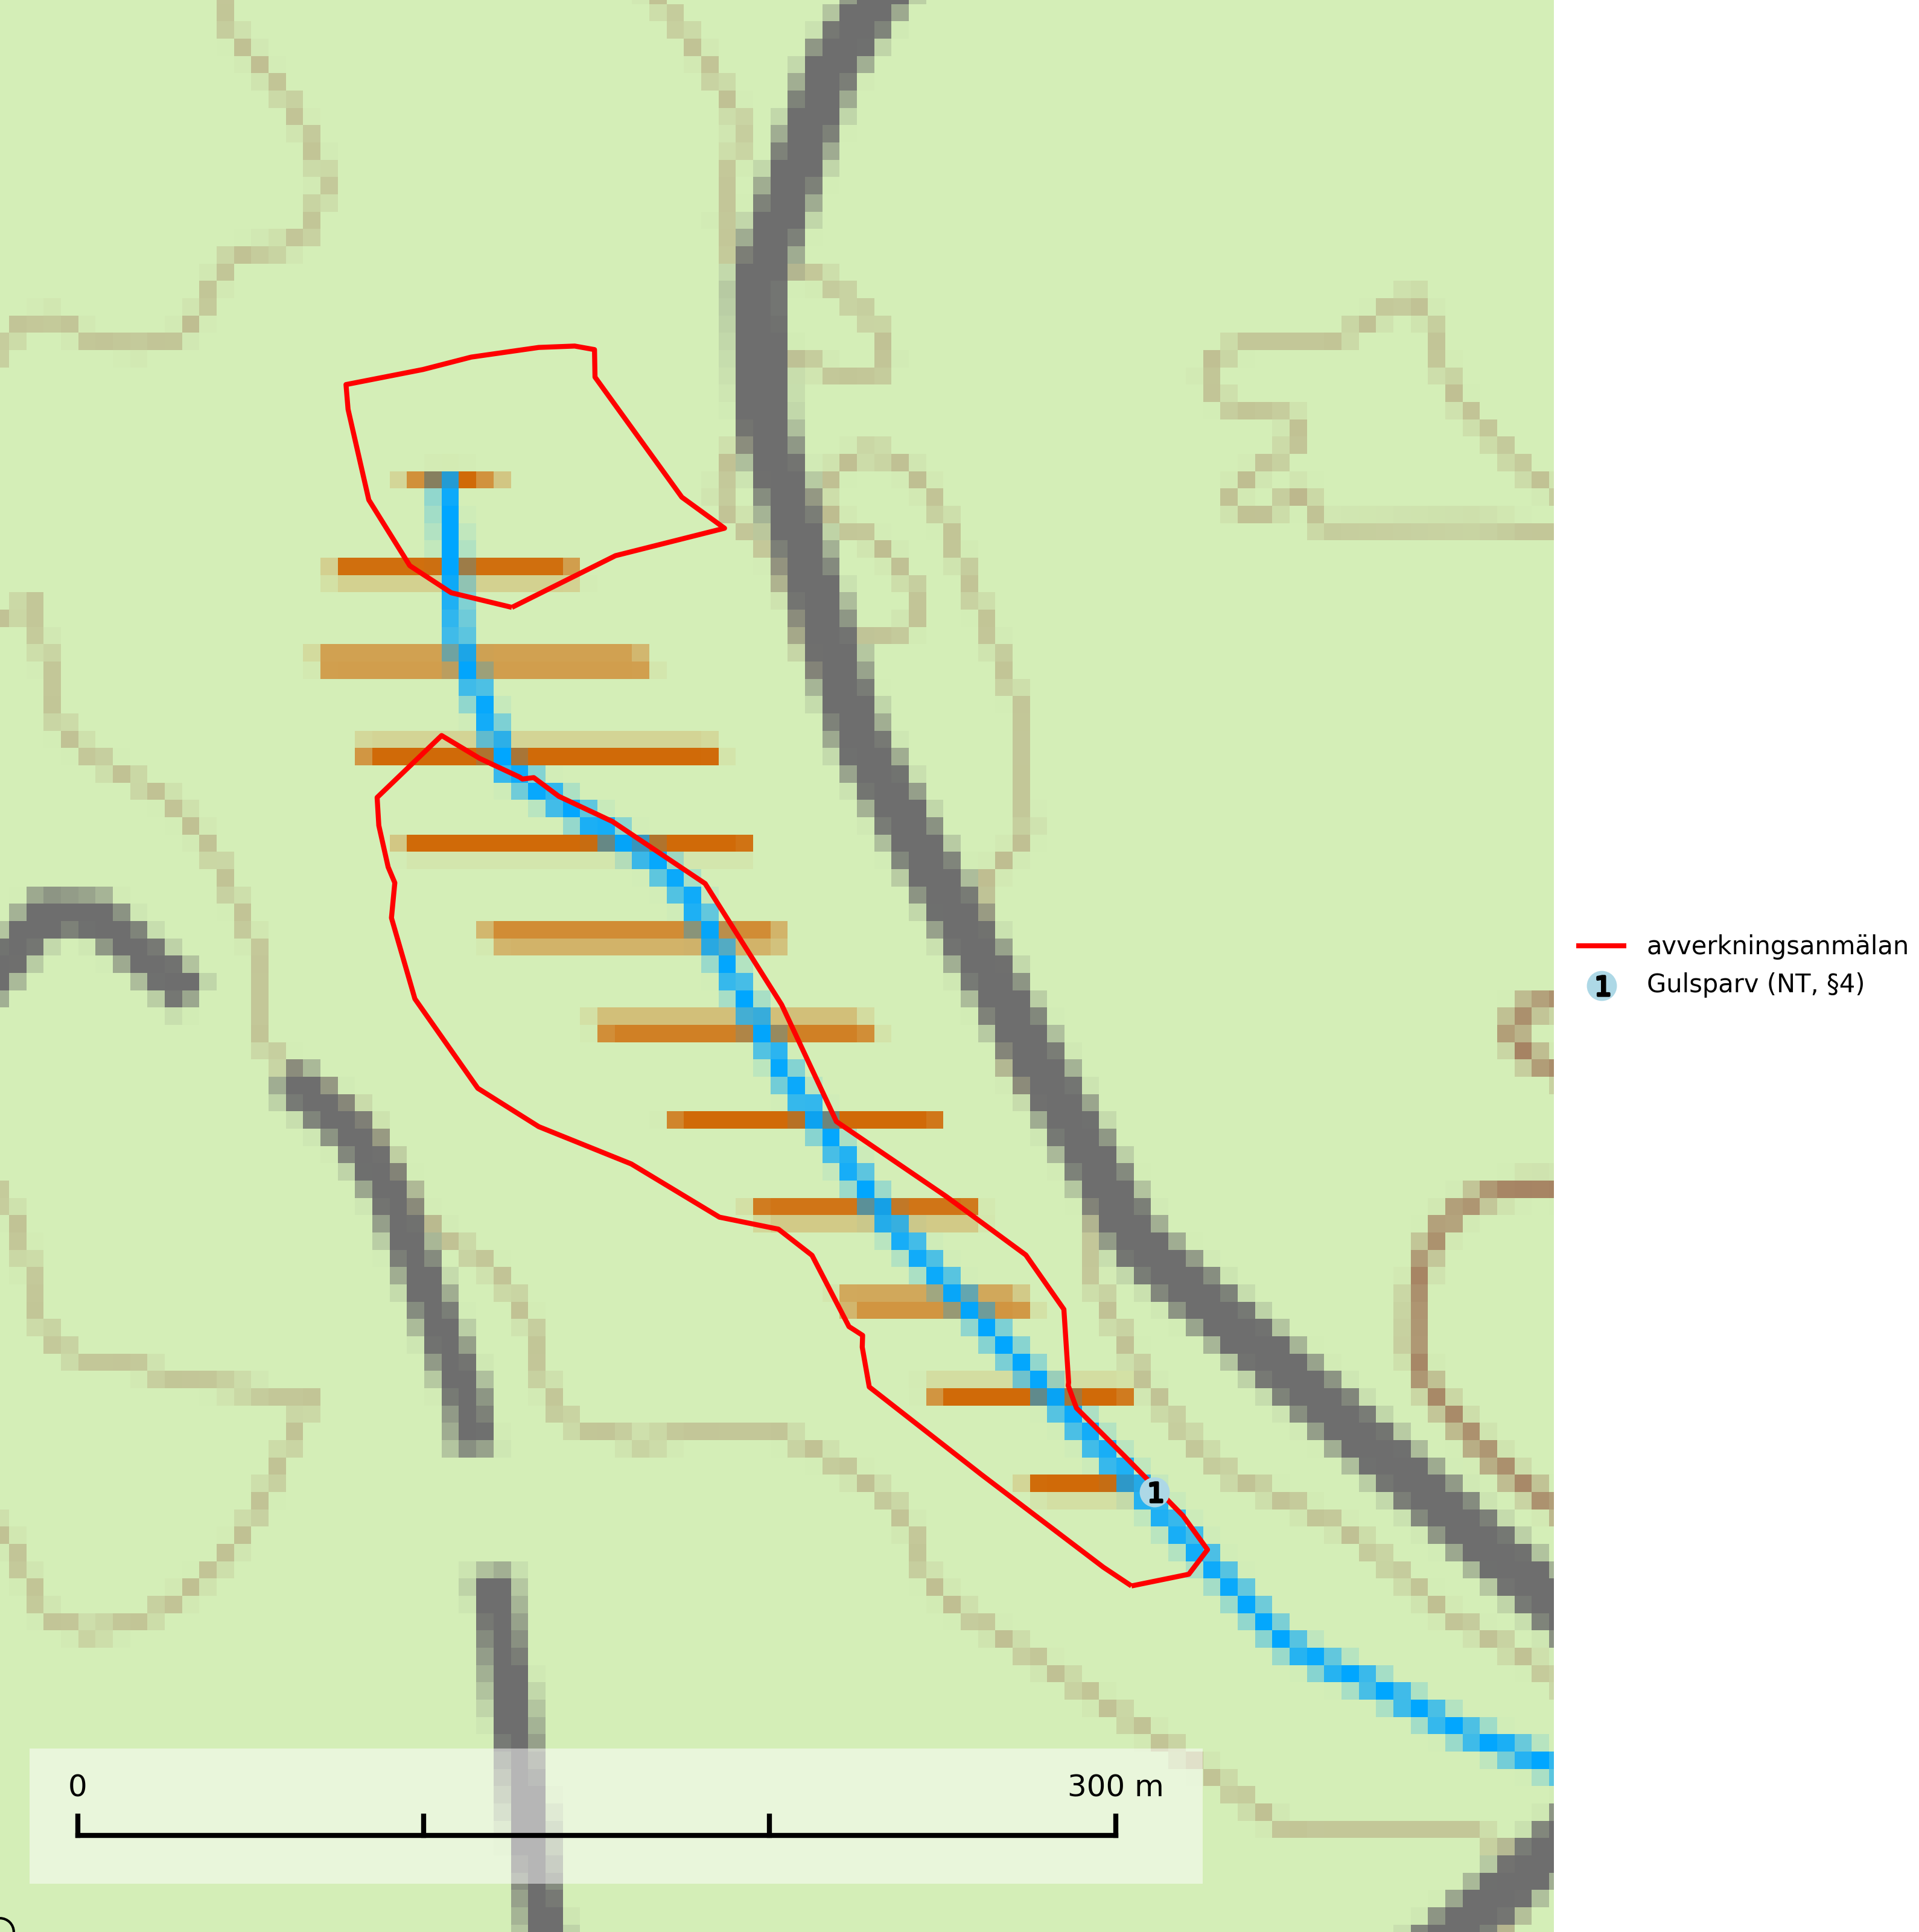 avverkningsanmälan
1 Gulsparv (NT, §4)
1
0 300 m